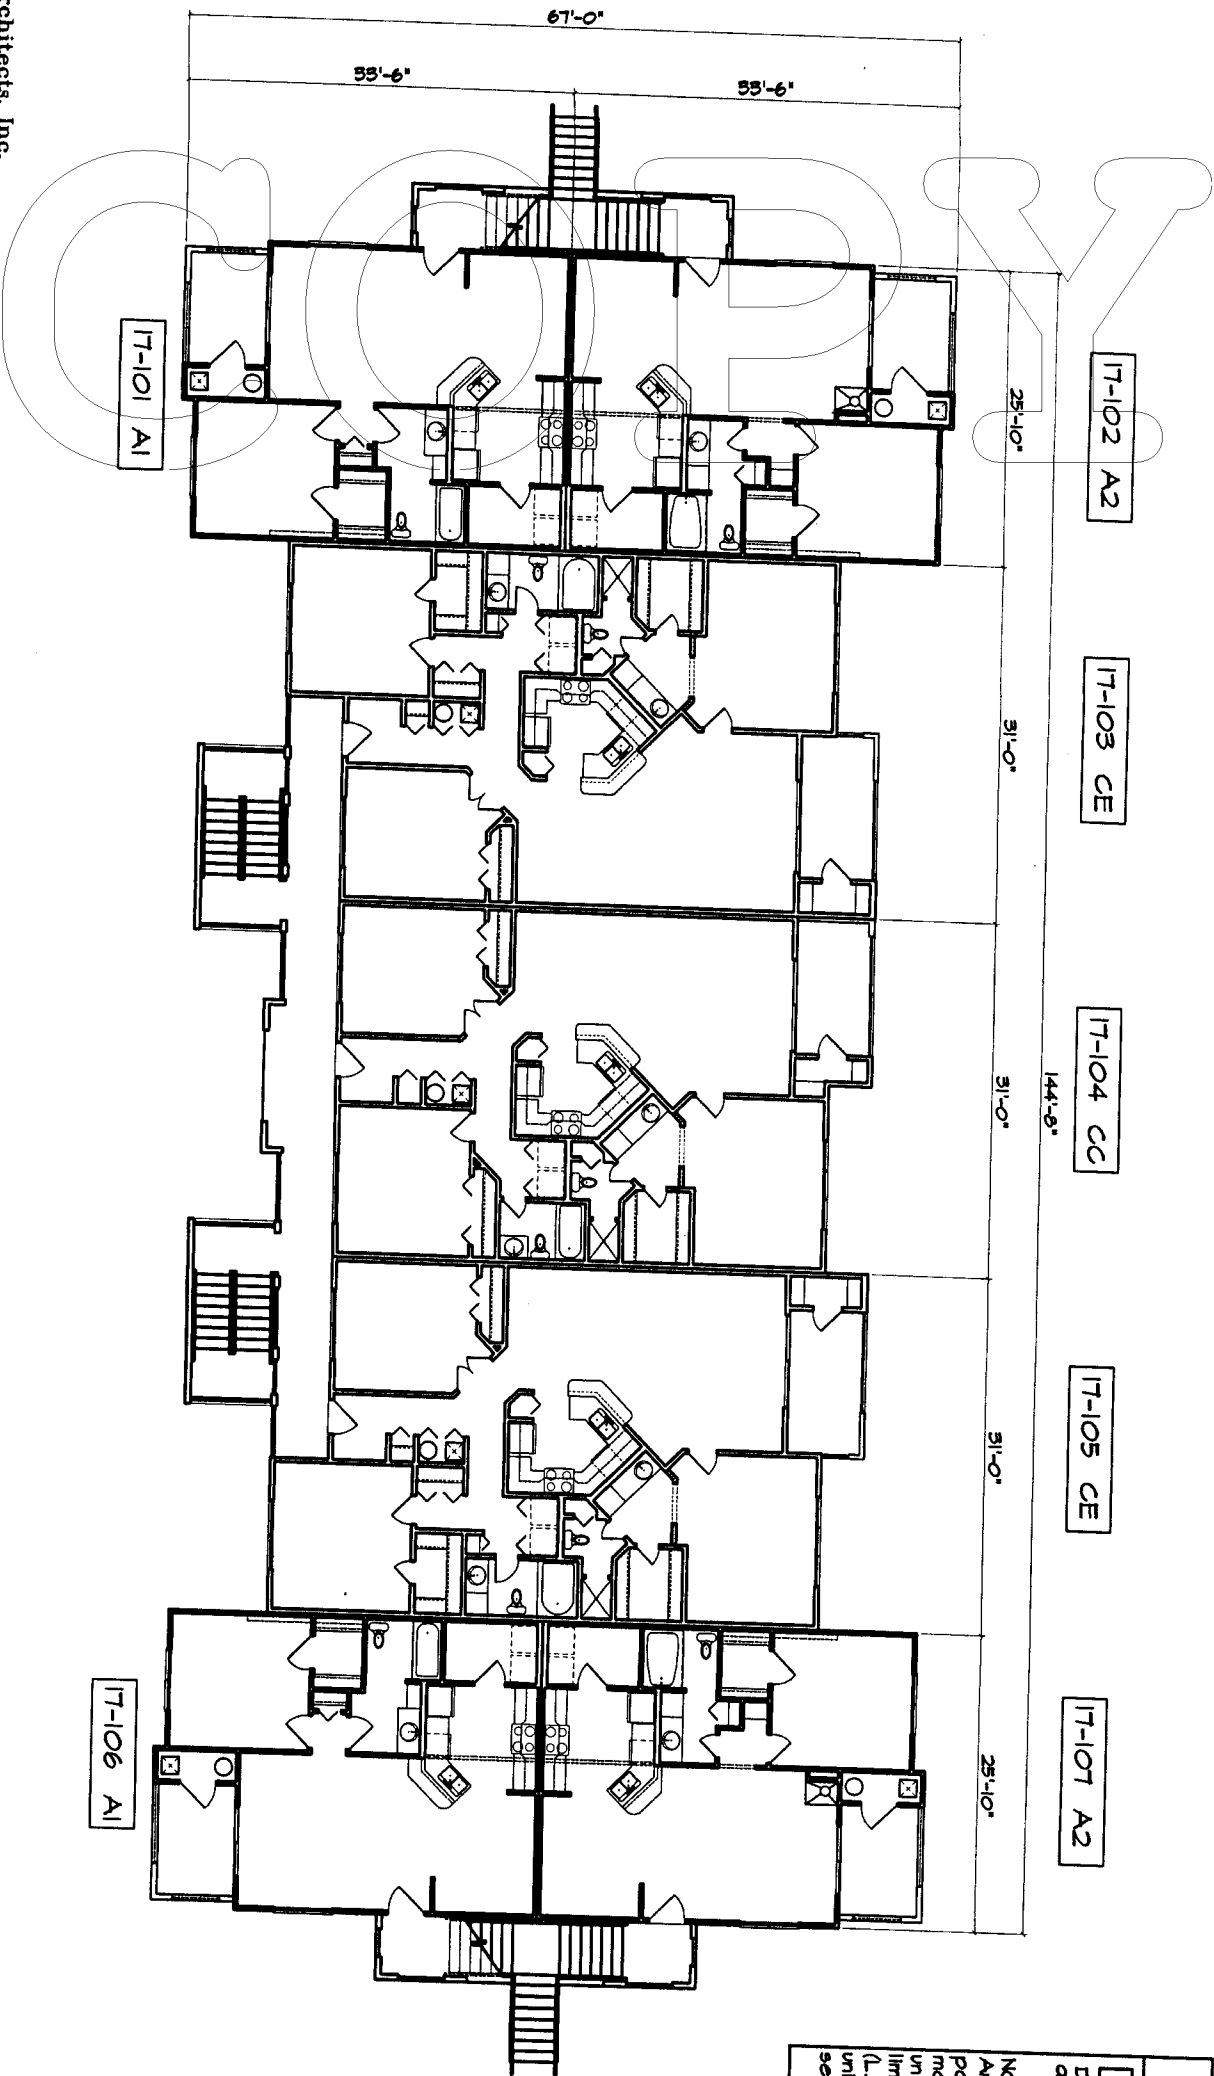 67'-0"
33'-6"
33'-6"
17-101 A1
17-102 A2
25'-10"
17-103 CE
31'-0"
17-104 CC
31'-0"
144'-8"
17-105 CE
31'-0"
17-106 A1
17-107 A2
25'-10"
COPY
chitects, Inc.